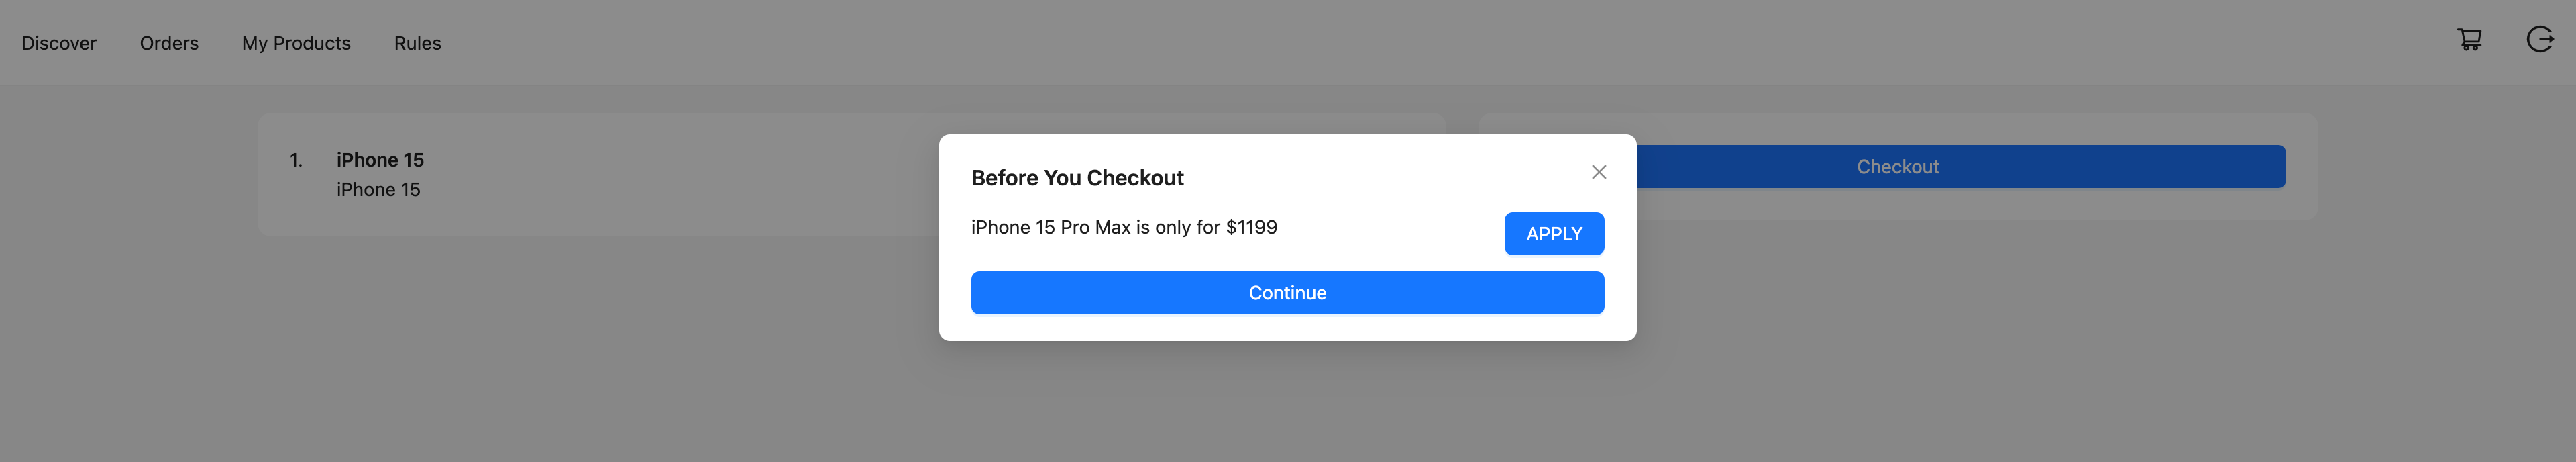 Discover Orders My Products Rules
1. iPhone 15
iPhone 15
Checkout
Before You Checkout
iPhone 15 Pro Max is only for $1199
APPLY
Continue